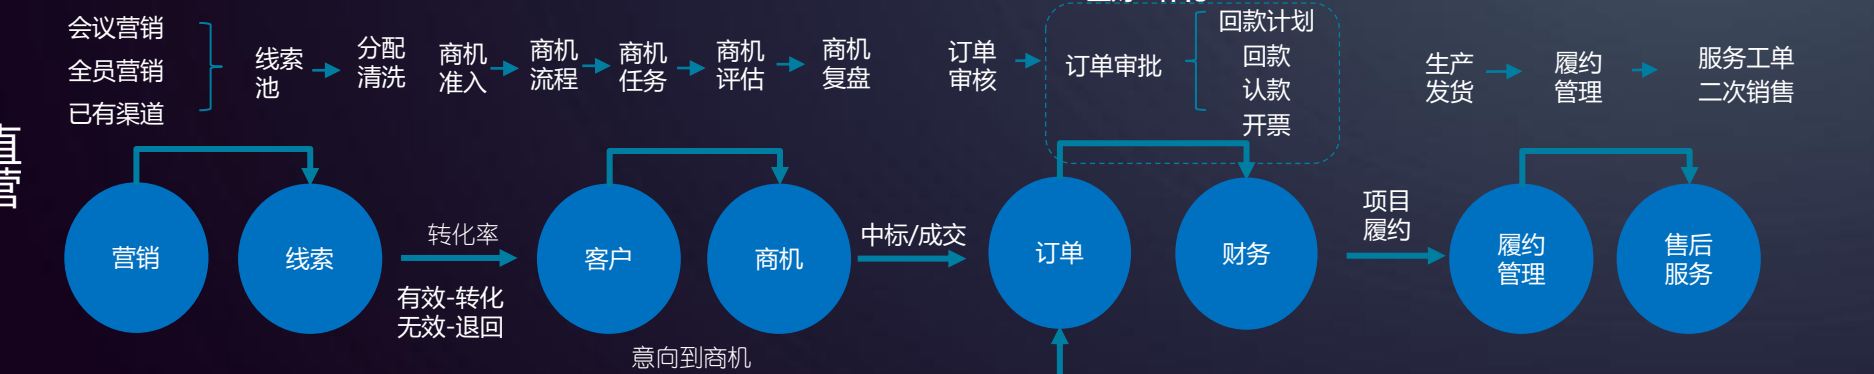 会议营销
全员营销
已有渠道
线索
池
分配
清洗
商机
准入
商机
流程
商机
任务
商机
评估
商机
复盘
订单
审核
订单审批
回款计划
回款
认款
开票
生产
发货
履约
管理
服务工单
二次销售
直
营
营销
线索
转化率
有效-转化
无效-退回
客户
商机
意向到商机
中标/成交
订单
财务
项目
履约
履约
管理
售后
服务